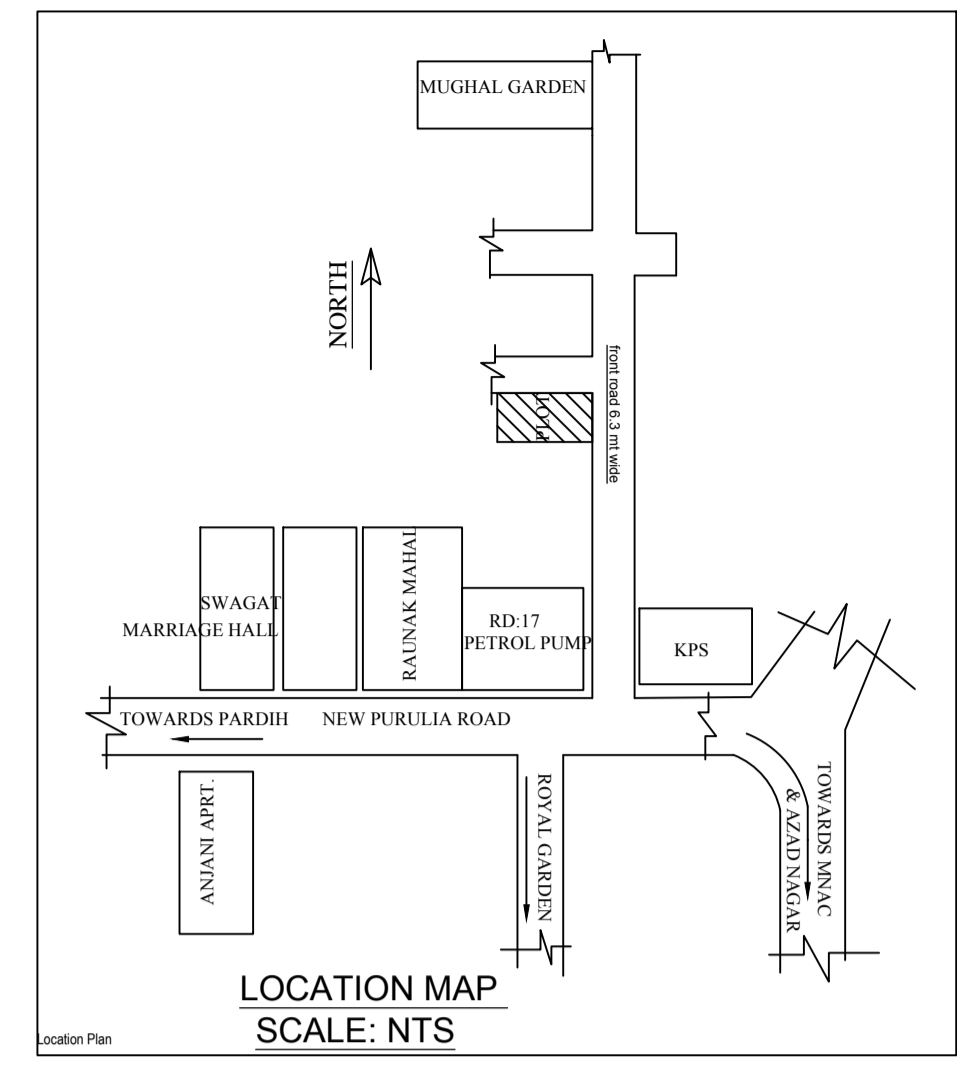 MUGHAL GARDEN
NORTH
front road 6.3 mt wide
PLOT
SWAGAT
MARRIAGE HALL
RAUNAK MAHAL
RD:17
PETROL PUMP
KPS
TOWARDS PARDIH
NEW PURULIA ROAD
ANJANI APRT.
ROYAL GARDEN
TOWARDS MNAC
& AZAD NAGAR
LOCATION MAP
SCALE: NTS
Location Plan